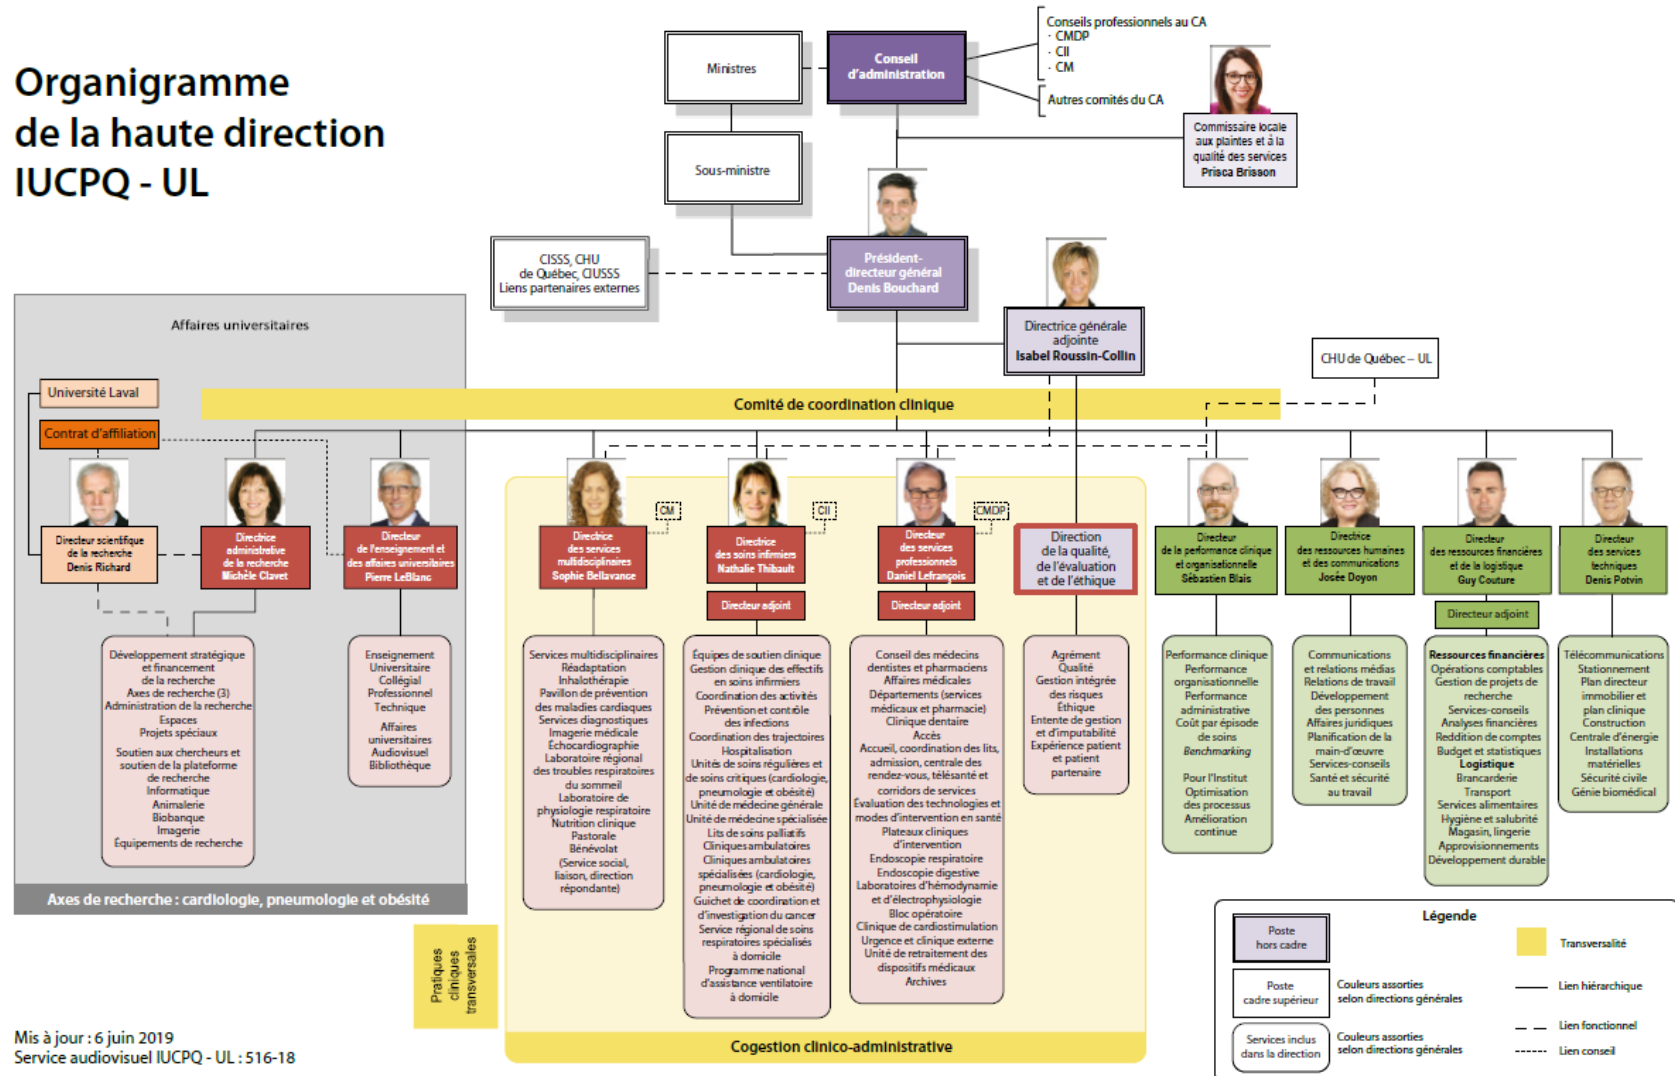 Organigramme
de la haute direction
IUCPQ - UL
Ministres
Conseil
d'administration
Conseils professionnels au CA
· CMDP
· CII
· CM
Autres comités du CA
Commissaire locale
aux plaintes et à la
qualité des services
Prisca Brisson
Sous-ministre
CISSS, CHU
de Québec, CIUSSS
Liens partenaires externes
Président-
directeur général
Denis Bouchard
Directrice générale
adjointe
Isabel Roussin-Collin
CHU de Québec – UL
Affaires universitaires
Université Laval
Contrat d'affiliation
Comité de coordination clinique
Directeur scientifique
de la recherche
Denis Richard
Directrice
administrative
de la recherche
Michèle Clavet
Directeur
de l'enseignement et
des affaires universitaires
Pierre LeBlanc
Directrice
des services
multidisciplinaires
Sophie Bellavance
CM
Directrice
des soins infirmiers
Nathalie Thibault
CII
Directeur adjoint
Directeur
des services
professionnels
Daniel Lefrançois
CMDP
Directeur adjoint
Direction
de la qualité,
de l'évaluation
et de l'éthique
Directeur
de la performance clinique
et organisationnelle
Sébastien Blais
Directrice
des ressources humaines
et des communications
Josée Doyon
Directeur
des ressources financières
et de la logistique
Guy Couture
Directeur adjoint
Directeur
des services
techniques
Denis Potvin
Développement stratégique
et financement
de la recherche
Axes de recherche (3)
Administration de la recherche
Espaces
Projets spéciaux
Soutien aux chercheurs et
soutien de la plateforme
de recherche
Informatique
Animalerie
Biobanque
Imagerie
Équipements de recherche
Enseignement
Universitaire
Collégial
Professionnel
Technique
Affaires
universitaires
Audiovisuel
Bibliothèque
Axes de recherche : cardiologie, pneumologie et obésité
Services multidisciplinaires
Réadaptation
Inhalothérapie
Pavillon de prévention
des maladies cardiaques
Services diagnostiques
Imagerie médicale
Échocardiographie
Laboratoire régional
des troubles respiratoires
du sommeil
Laboratoire de
physiologie respiratoire
Nutrition clinique
Pastorale
Bénévolat
(Service social,
liaison, direction
répondante)
Équipes de soutien clinique
Gestion clinique des effectifs
en soins infirmiers
Coordination des activités
Prévention et contrôle
des infections
Coordination des trajectoires
Hospitalisation
Unités de soins régulières et
de soins critiques (cardiologie,
pneumologie et obésité)
Unité de médecine générale
Unité de médecine spécialisée
Lits de soins palliatifs
Cliniques ambulatoires
Cliniques ambulatoires
spécialisées (cardiologie,
pneumologie et obésité)
Guichet de coordination et
d'investigation du cancer
Service régional de soins
respiratoires spécialisés
à domicile
Programme national
d'assistance ventilatoire
à domicile
Conseil des médecins
dentistes et pharmaciens
Affaires médicales
Départements (services
médicaux et pharmacie)
Clinique dentaire
Accès
Accueil, coordination des lits,
admission, centrale des
rendez-vous, télésanté et
corridors de services
Évaluation des technologies et
modes d'intervention en santé
Plateaux cliniques
d'intervention
Endoscopie respiratoire
Endoscopie digestive
Laboratoires d'hémodynamie
et d'électrophysiologie
Bloc opératoire
Clinique de cardiostimulation
Urgence et clinique externe
Unité de retraitement des
dispositifs médicaux
Archives
Agrément
Qualité
Gestion intégrée
des risques
Éthique
Entente de gestion
et d'imputabilité
Expérience patient
et patient
partenaire
Performance clinique
Performance
organisationnelle
Performance
administrative
Coût par épisode
de soins
Benchmarking
Pour l'Institut
Optimisation
des processus
Amélioration
continue
Communications
et relations médias
Relations de travail
Développement
des personnes
Affaires juridiques
Planification de la
main-d'œuvre
Services-conseils
Santé et sécurité
au travail
Ressources financières
Opérations comptables
Gestion de projets de
recherche
Services-conseils
Analyses financières
Reddition de comptes
Budget et statistiques
Logistique
Brancarderie
Transport
Services alimentaires
Hygiène et salubrité
Magasin, lingerie
Approvisionnements
Développement durable
Télécommunications
Stationnement
Plan directeur
immobilier et
plan clinique
Construction
Centrale d'énergie
Installations
matérielles
Sécurité civile
Génie biomédical
Pratiques
cliniques
transversales
Cogestion clinico-administrative
Légende
Poste
hors cadre
Transversalité
Poste
cadre supérieur
Couleurs assorties
selon directions générales
Lien hiérarchique
Services inclus
dans la direction
Couleurs assorties
selon directions générales
Lien fonctionnel
Lien conseil
Mis à jour : 6 juin 2019
Service audiovisuel IUCPQ - UL : 516-18